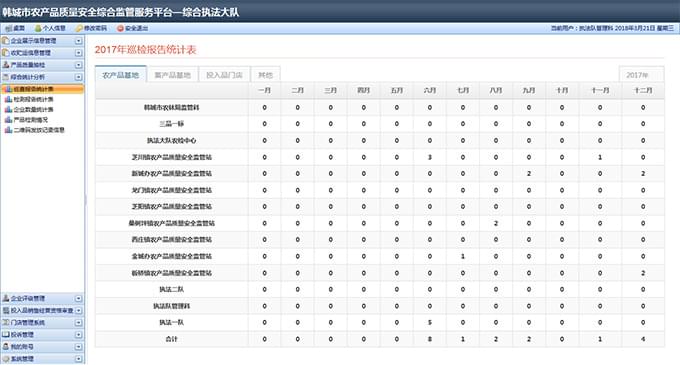 韩城市农产品质量安全综合监管服务平台—综合执法大队
桌面 个人信息 修改密码 安全退出 当前用户：执法队管理科 2018年3月21日 星期三
企业展示信息管理
收贮运信息管理
产品质量抽检
综合统计分析
巡查报告统计表
检测报告统计表
企业数量统计表
产品检测情况
二维码发放记录信息
企业评级管理
投入品销售经营资格审查
门店管理系统
投诉管理
我的账号
系统管理
2017年巡检报告统计表
农产品基地 畜产品基地 投入品门店 其他 2017年
一月 二月 三月 四月 五月 六月 七月 八月 九月 十月 十一月 十二月
韩城市农林局监管科 0 0 0 0 0 0 0 0 0 0 0 0
三品一标 0 0 0 0 0 0 0 0 0 0 0 0
执法大队农检中心 0 0 0 0 0 0 0 0 0 0 0 0
芝川镇农产品质量安全监管站 0 0 0 0 0 3 0 0 0 0 1 0
新城办农产品质量安全监管站 0 0 0 0 0 0 0 0 2 0 0 2
龙门镇农产品质量安全监管站 0 0 0 0 0 0 0 0 0 0 0 0
芝阳镇农产品质量安全监管站 0 0 0 0 0 0 0 0 0 0 0 0
桑树坪镇农产品质量安全监管站 0 0 0 0 0 0 0 2 0 0 0 0
西庄镇农产品质量安全监管站 0 0 0 0 0 0 0 0 0 0 0 0
金城办农产品质量安全监管站 0 0 0 0 0 0 1 0 0 0 0 0
板桥镇农产品质量安全监管站 0 0 0 0 0 0 0 0 0 0 0 2
执法二队 0 0 0 0 0 0 0 0 0 0 0 0
执法队管理科 0 0 0 0 0 0 0 0 0 0 0 0
执法一队 0 0 0 0 0 5 0 0 0 0 0 0
合计 0 0 0 0 0 8 1 2 2 0 1 4